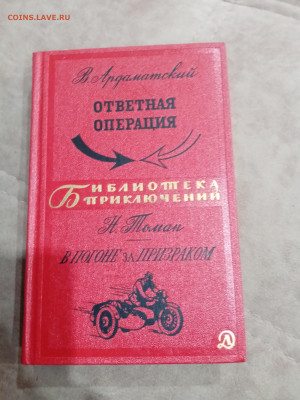 COINS.LAVE.RU
В. Ардаматский
ОТВЕТНАЯ
ОПЕРАЦИЯ
БИБЛИОТЕКА
ПРИКЛЮЧЕНИЙ
Н. Томан
В ПОГОНЕ ЗА ПРИЗРАКОМ